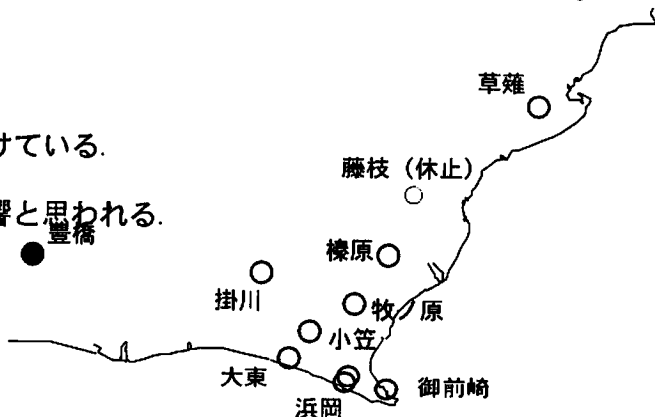 草薙
けている.
藤枝（休止）
響と思われる.
豊橋
榛原
掛川
牧ノ原
小笠
大東
御前崎
浜岡